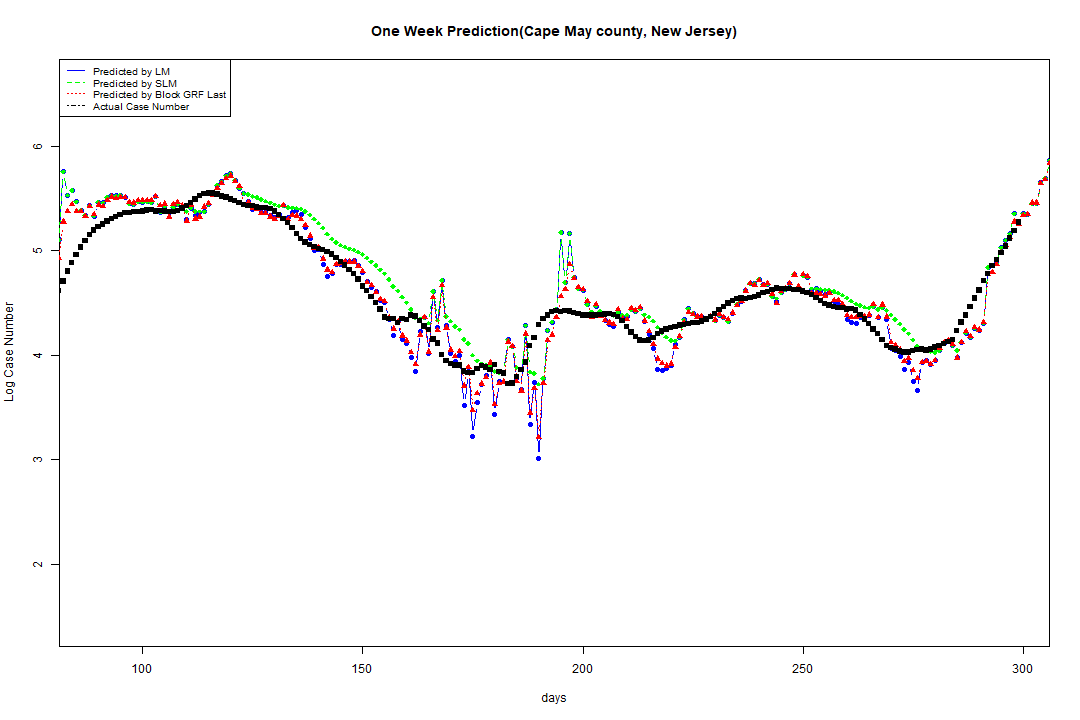 One Week Prediction(Cape May county, New Jersey)
Predicted by LM
Predicted by SLM
Predicted by Block GRF Last
Actual Case Number
Log Case Number
6
5
4
3
2
100 150 200 250 300
days